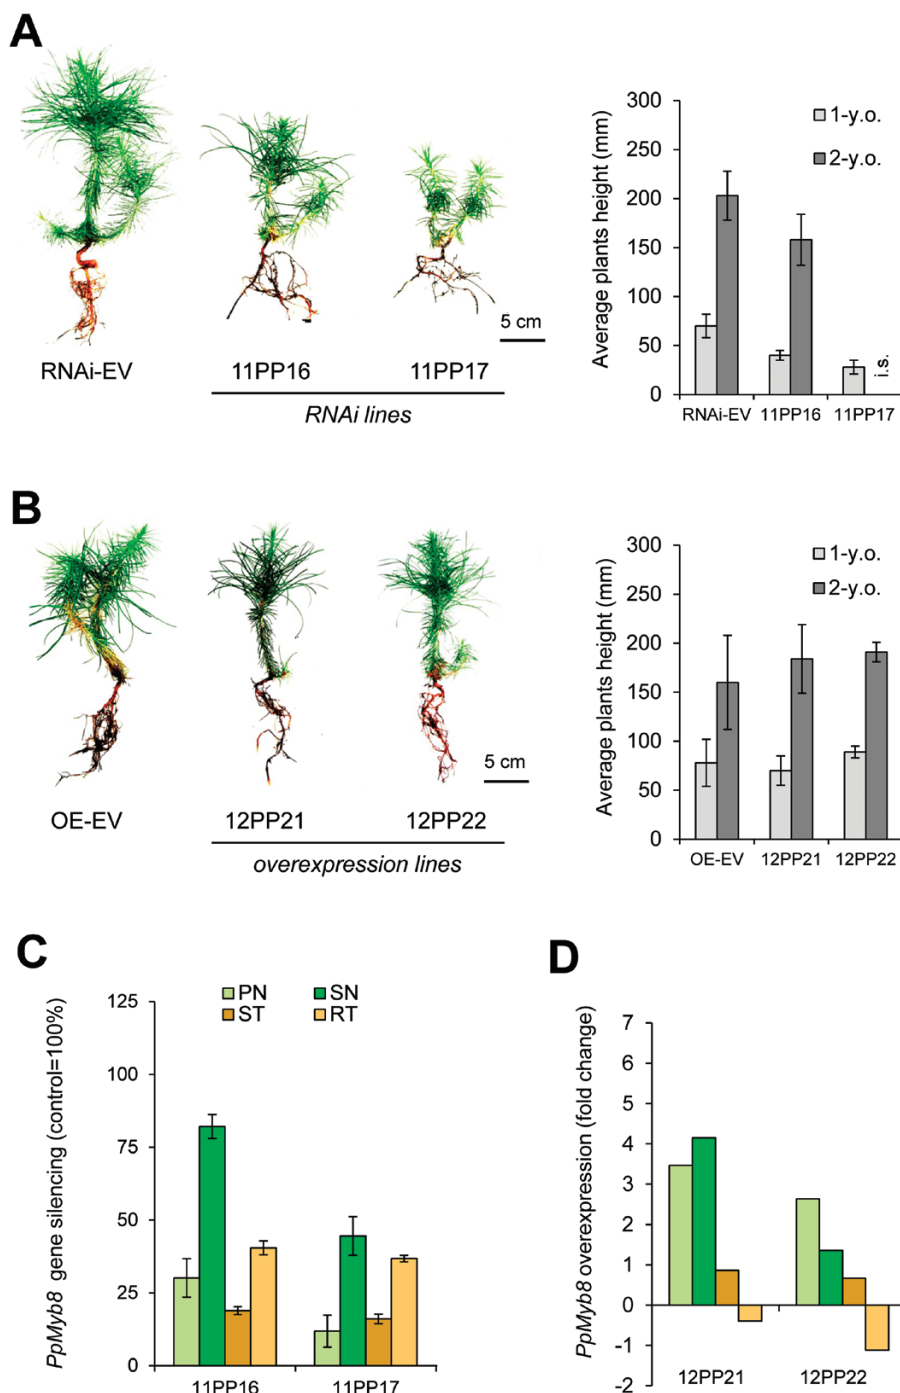 A
RNAi-EV
11PP16
11PP17
RNAi lines
5 cm
Average plants height (mm)
300
250
200
150
100
50
0
1-y.o.
2-y.o.
i.s.
RNAi-EV 11PP16 11PP17
B
OE-EV
12PP21
12PP22
overexpression lines
5 cm
Average plants height (mm)
300
250
200
150
100
50
0
1-y.o.
2-y.o.
OE-EV 12PP21 12PP22
C
PpMyb8 gene silencing (control=100%)
125
100
75
50
25
0
PN SN
ST RT
11PP16 11PP17
D
PpMyb8 overexpression (fold change)
7
6
5
4
3
2
1
0
-1
-2
12PP21 12PP22